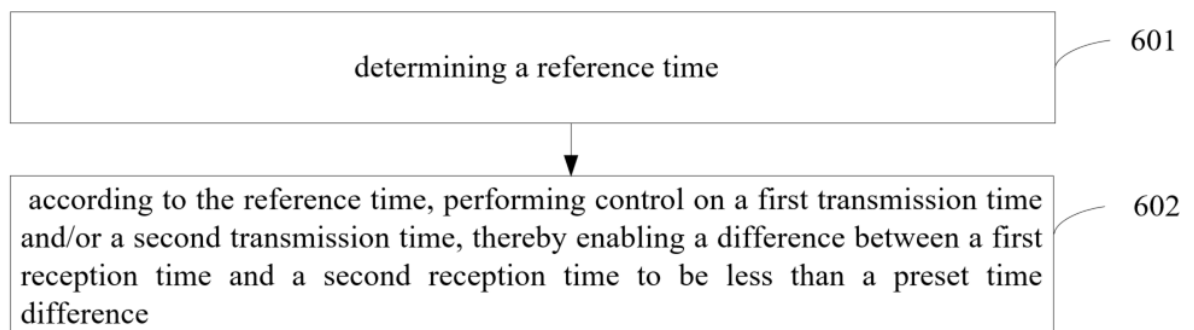 determining a reference time
601
according to the reference time, performing control on a first transmission time
and/or a second transmission time, thereby enabling a difference between a first
reception time and a second reception time to be less than a preset time
difference
602